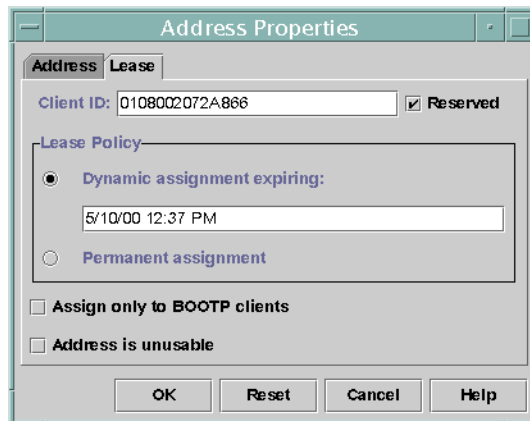 Address Properties
Address Lease
Client ID: 0108002072A866 Reserved
Lease Policy
Dynamic assignment expiring:
5/10/00 12:37 PM
Permanent assignment
Assign only to BOOTP clients
Address is unusable
OK Reset Cancel Help